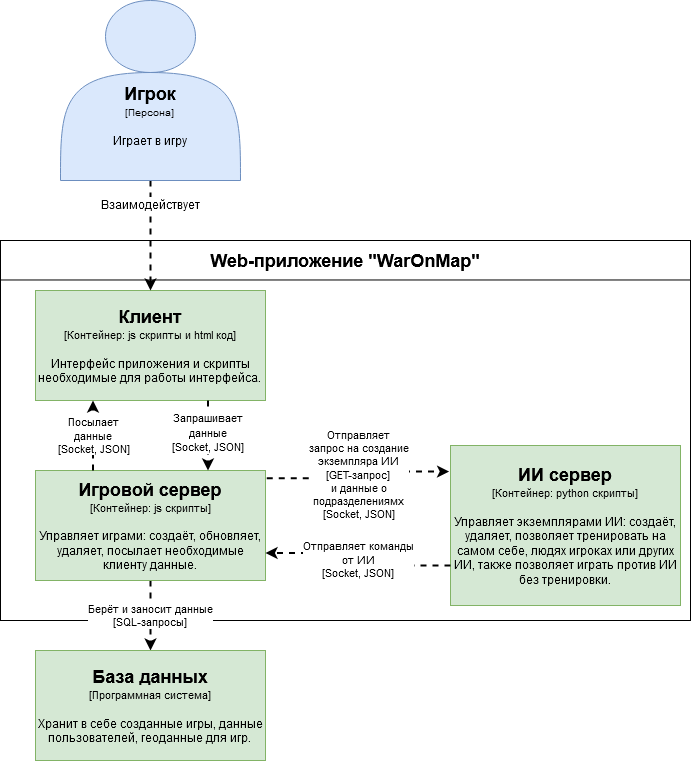 Игрок
[Персона]
Играет в игру
Взаимодействует
Web-приложение "WarOnMap"
Клиент
[Контейнер: js скрипты и html код]
Интерфейс приложения и скрипты
необходимые для работы интерфейса.
Посылает
данные
[Socket, JSON]
Запрашивает
данные
[Socket, JSON]
Отправляет
запрос на создание
экземпляра ИИ
[GET-запрос]
и данные о
подразделениямх
[Socket, JSON]
Игровой сервер
[Контейнер: js скрипты]
Управляет играми: создаёт, обновляет,
удаляет, посылает необходимые
клиенту данные.
ИИ сервер
[Контейнер: python скрипты]
Управляет экземплярами ИИ: создаёт,
удаляет, позволяет тренировать на
самом себе, людях игроках или других
ИИ, также позволяет играть против ИИ
без тренировки.
Отправляет команды
от ИИ
[Socket, JSON]
Берёт и заносит данные
[SQL-запросы]
База данных
[Программная система]
Хранит в себе созданные игры, данные
пользователей, геоданные для игр.